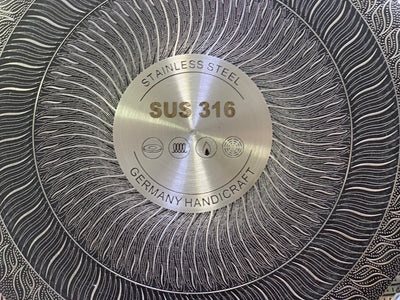 STAINLESS STEEL
SUS 316
GERMANY HANDICRAFT